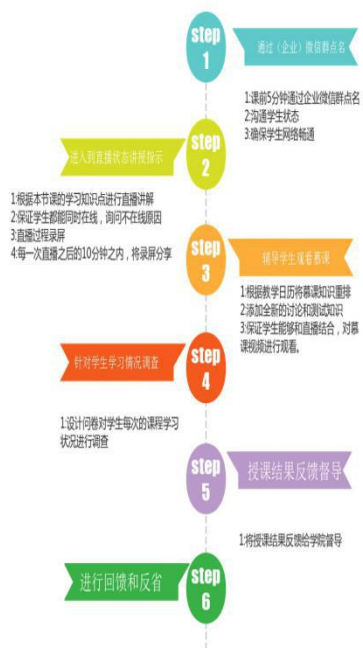 step
1
通过（企业）微信群点名
1:课前5分钟通过企业微信群点名
2:沟通学生状态
3:确保学生网络畅通
进入到直播状态讲授指示
step
2
1:根据本节课的学习知识点进行直播讲解
2:保证学生都能同时在线，询问不在线原因
3:直播过程录屏
4:每一次直播之后的10分钟之内，将录屏分享
step
3
辅导学生观看慕课
1:根据教学日历将慕课知识重排
2:添加全新的讨论和测试知识
3:保证学生能够和直播结合，对慕
课视频进行观看。
针对学生学习情况调查
step
4
1:设计问卷对学生每次的课程学习
状况进行调查
step
5
授课结果反馈督导
1:将授课结果反馈给学院督导
进行回馈和反省
step
6